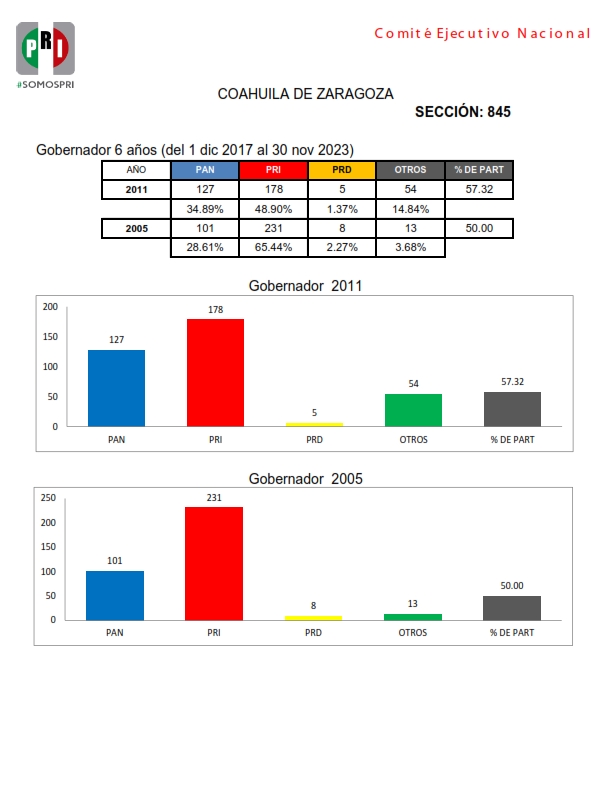 Comité Ejecutivo Nacional
PRI
#SOMOSPRI
COAHUILA DE ZARAGOZA
SECCIÓN: 845
Gobernador 6 años (del 1 dic 2017 al 30 nov 2023)
AÑO PAN PRI PRD OTROS % DE PART
2011 127 178 5 54 57.32
34.89% 48.90% 1.37% 14.84%
2005 101 231 8 13 50.00
28.61% 65.44% 2.27% 3.68%
Gobernador 2011
200
150
100
50
0
127 178 5 54 57.32
PAN PRI PRD OTROS % DE PART
Gobernador 2005
250
200
150
100
50
0
101 231 8 13 50.00
PAN PRI PRD OTROS % DE PART